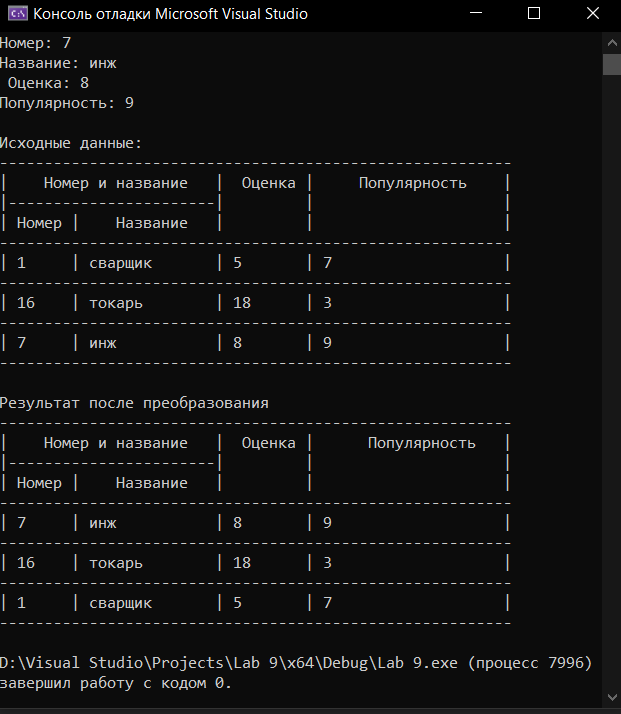 Консоль отладки Microsoft Visual Studio
Номер: 7
Название: инж
 Оценка: 8
Популярность: 9
Исходные данные:
---------------------------------------------------------
|    Номер и название   |  Оценка |     Популярность    |
|-----------------------|         |                     |
| Номер |    Название   |         |                     |
---------------------------------------------------------
| 1     | сварщик       | 5       | 7                   |
---------------------------------------------------------
| 16    | токарь        | 18      | 3                   |
---------------------------------------------------------
| 7     | инж           | 8       | 9                   |
---------------------------------------------------------
Результат после преобразования
---------------------------------------------------------
|    Номер и название   |  Оценка |      Популярность   |
|-----------------------|         |                     |
| Номер |    Название   |         |                     |
---------------------------------------------------------
| 7     | инж           | 8       | 9                   |
---------------------------------------------------------
| 16    | токарь        | 18      | 3                   |
---------------------------------------------------------
| 1     | сварщик       | 5       | 7                   |
---------------------------------------------------------
D:\Visual Studio\Projects\Lab 9\x64\Debug\Lab 9.exe (процесс 7996)
завершил работу с кодом 0.